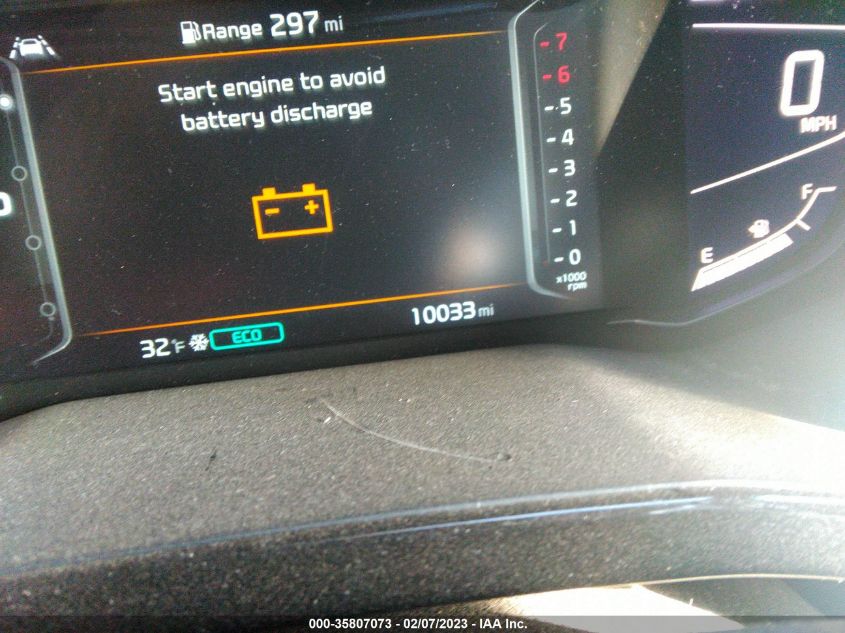 Range 297 mi
Start engine to avoid
battery discharge
- +
-7
-6
-5
-4
-3
-2
-1
-0
x1000
rpm
0
MPH
F
E
10033 mi
32°F ECO
000-35807073 — 02/07/2023 - IAA Inc.